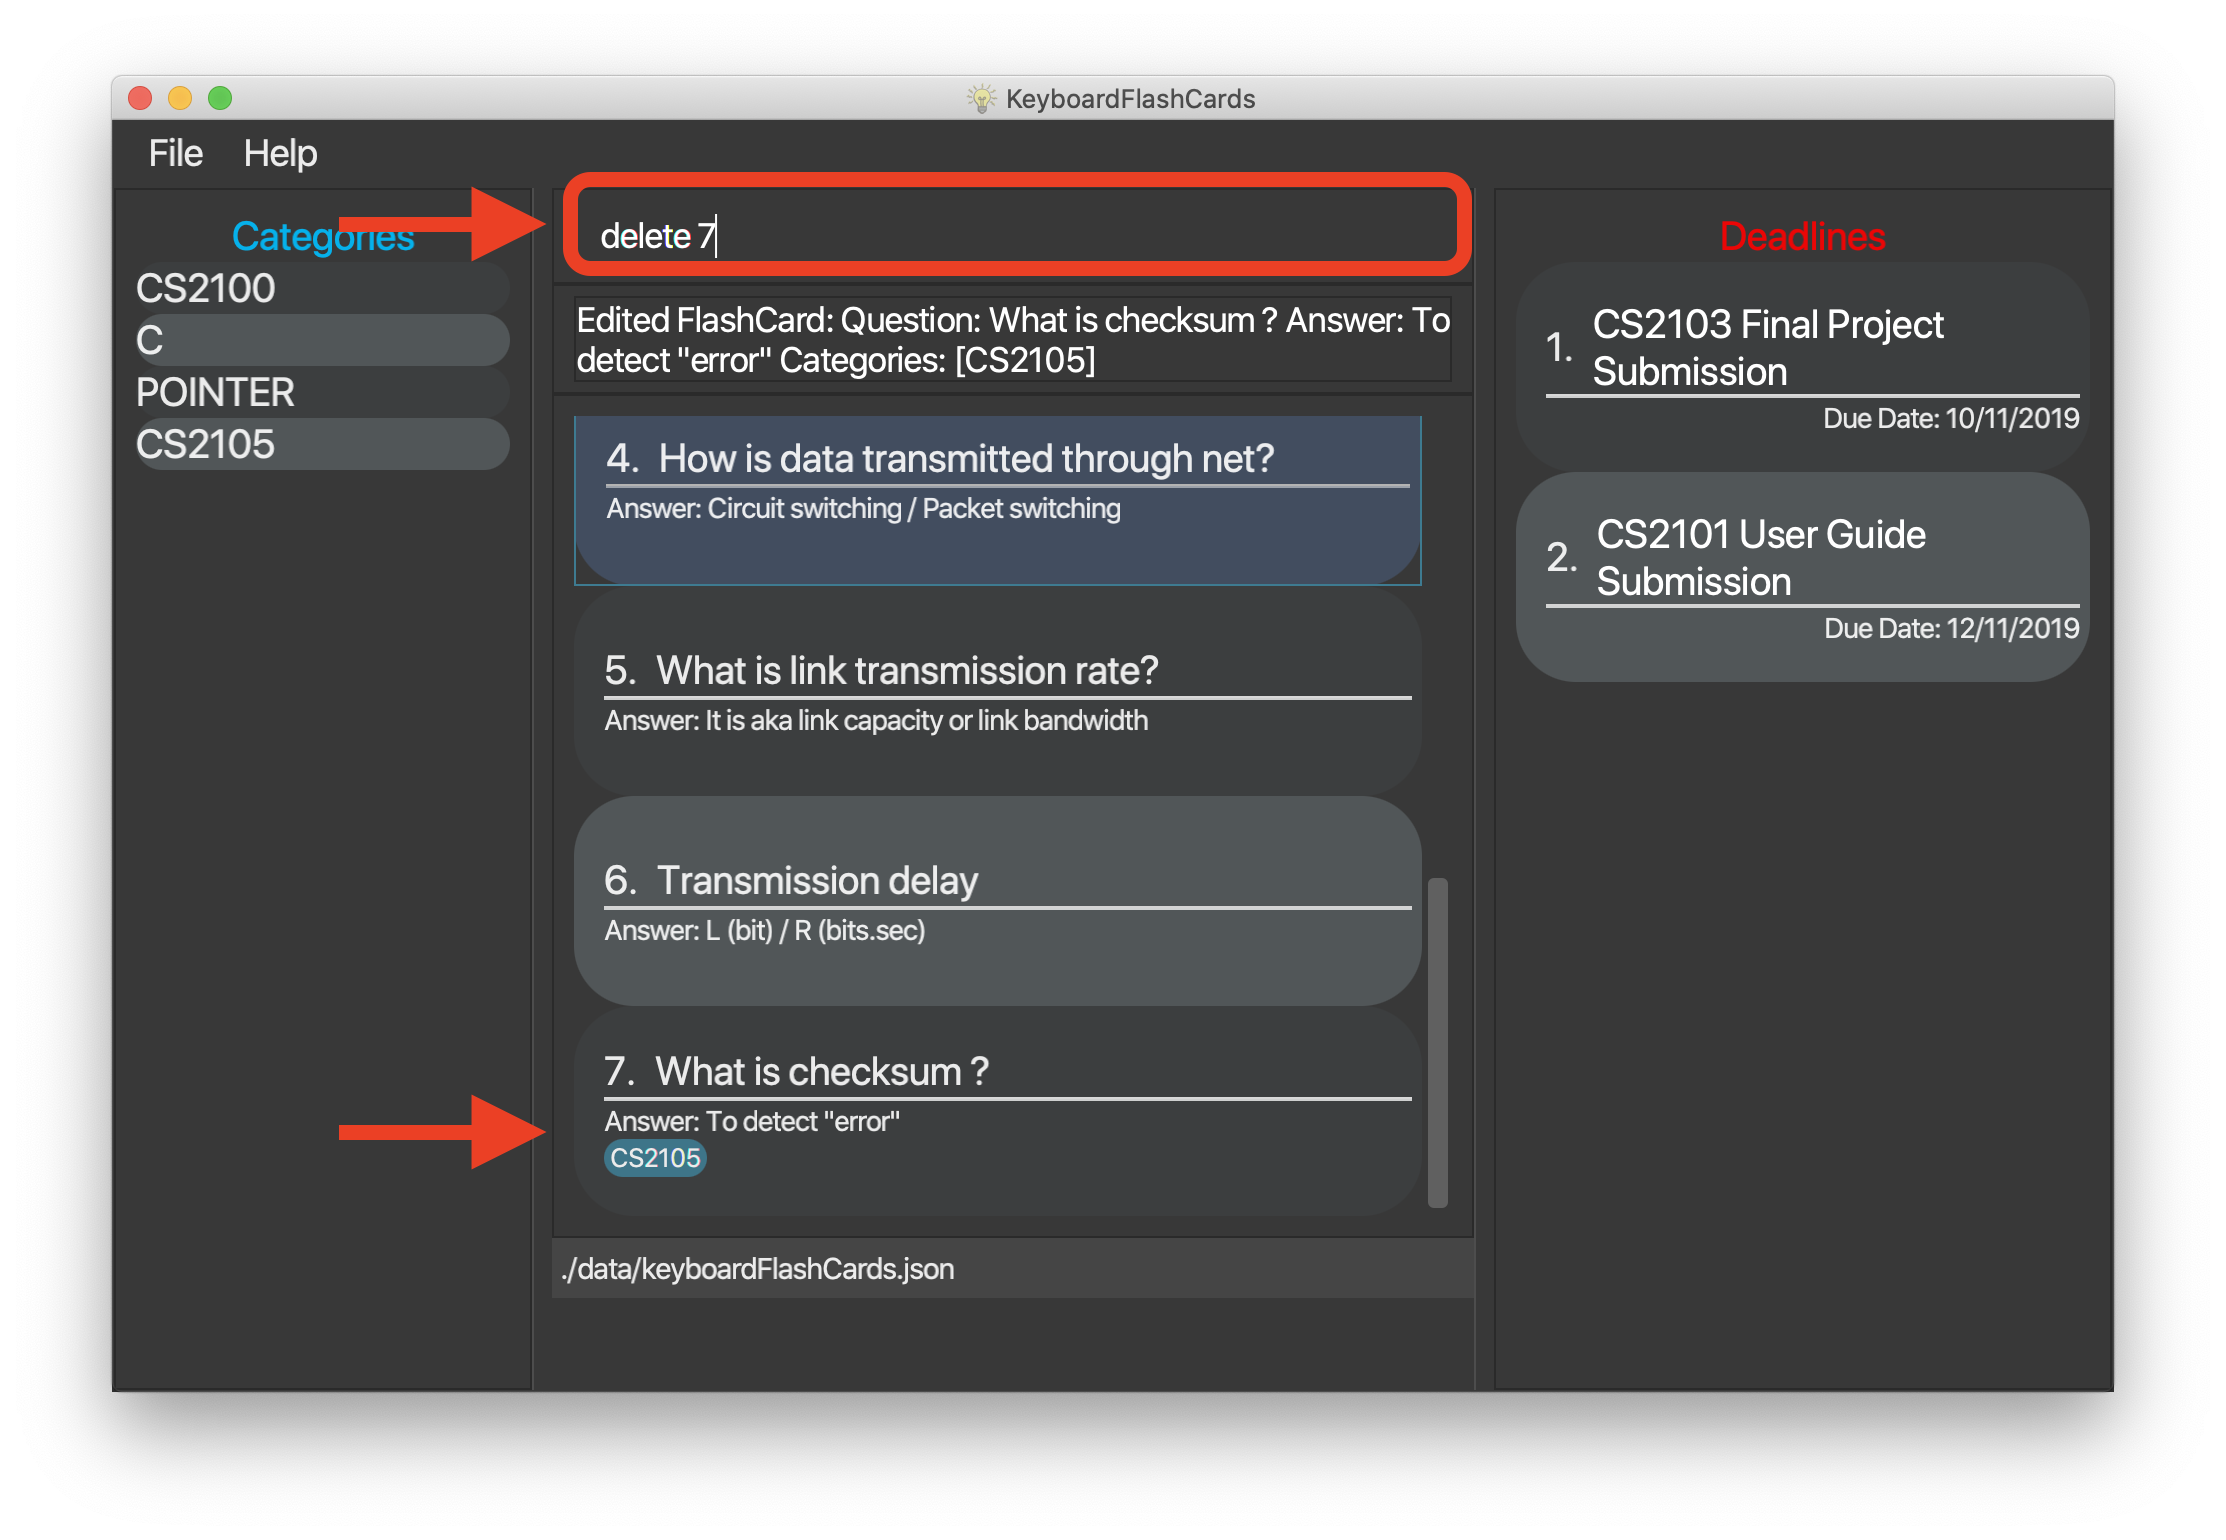 KeyboardFlashCards
File Help
Categories
CS2100
C
POINTER
CS2105
delete 7
Edited FlashCard: Question: What is checksum ? Answer: To
detect "error" Categories: [CS2105]
4. How is data transmitted through net?
Answer: Circuit switching / Packet switching
5. What is link transmission rate?
Answer: It is aka link capacity or link bandwidth
6. Transmission delay
Answer: L (bit) / R (bits.sec)
7. What is checksum ?
Answer: To detect "error"
CS2105
./data/keyboardFlashCards.json
Deadlines
1. CS2103 Final Project
Submission
Due Date: 10/11/2019
2. CS2101 User Guide
Submission
Due Date: 12/11/2019